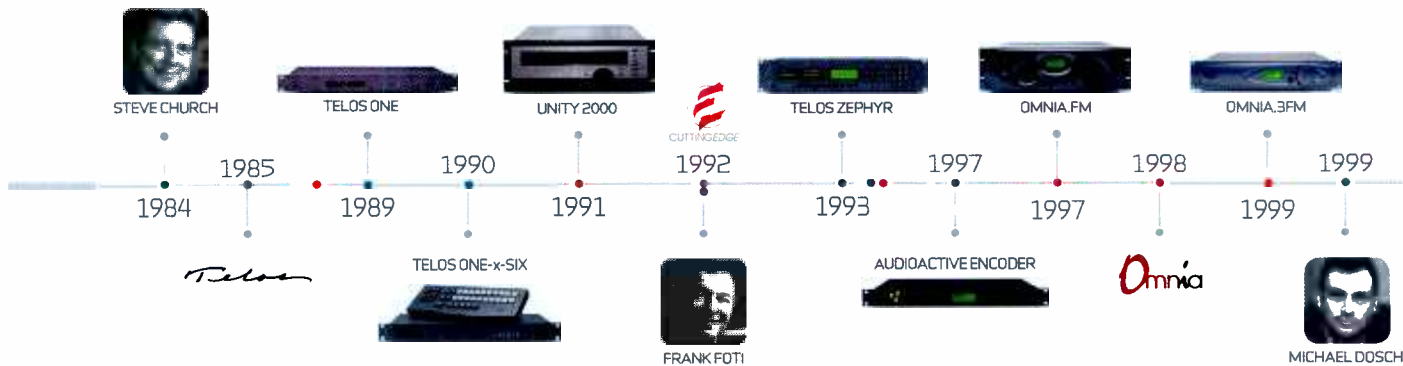 STEVE CHURCH
1984
1985
Telos
TELOS ONE
1989
1990
TELOS ONE-x-SIX
UNITY 2000
1991
CUTTINGEDGE
1992
FRANK FOTI
TELOS ZEPHYR
1993
1997
AUDIOACTIVE ENCODER
OMNIA.FM
1997
1998
Omnia
OMNIA.3FM
1999
1999
MICHAEL DOSCH